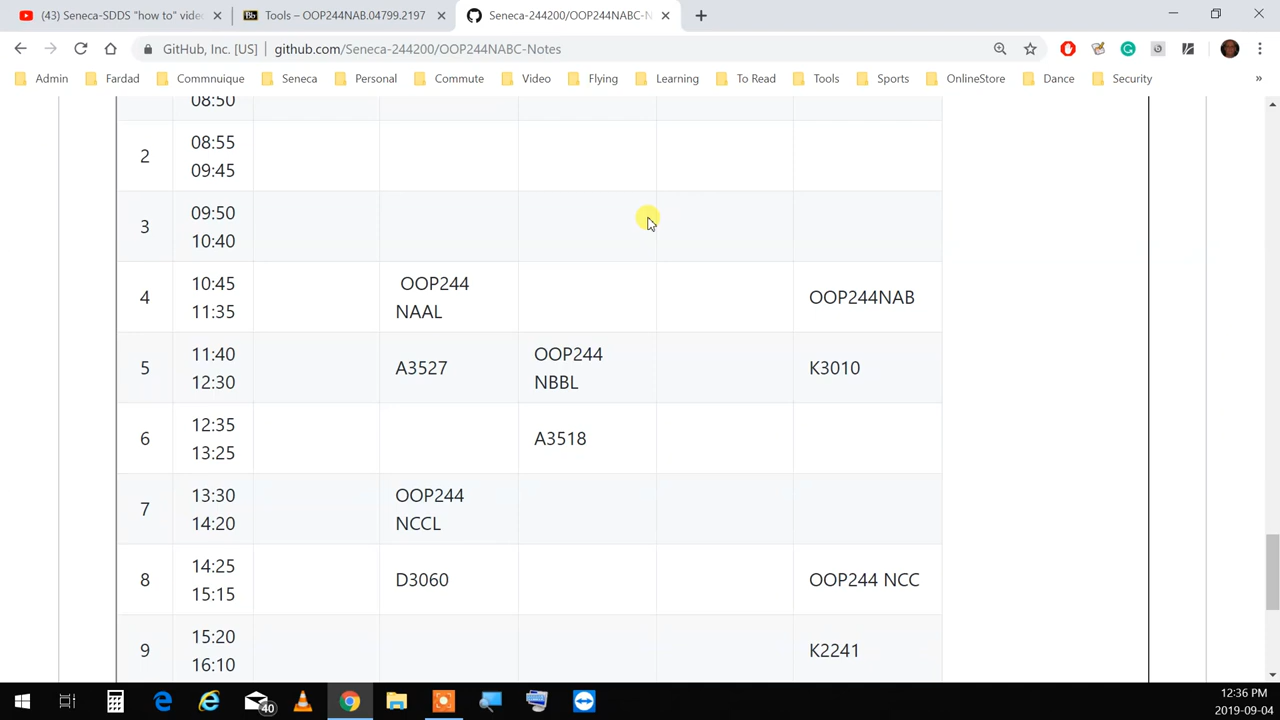 (43) Seneca-SDDS "how to" vide
Tools – OOP244NAB.04799.2197
Seneca-244200/OOP244NABC-N
GitHub, Inc. [US] | github.com/Seneca-244200/OOP244NABC-Notes
Admin Fardad Commnuique Seneca Personal Commute Video Flying Learning To Read Tools Sports OnlineStore Dance Security »
08:50
2 08:55
09:45
3 09:50
10:40
4 10:45 OOP244 OOP244NAB
11:35 NAAL
5 11:40 A3527 OOP244 K3010
12:30 NBBL
6 12:35 A3518
13:25
7 13:30 OOP244
14:20 NCCL
8 14:25 D3060 OOP244 NCC
15:15
9 15:20 K2241
16:10
40
12:36 PM
2019-09-04